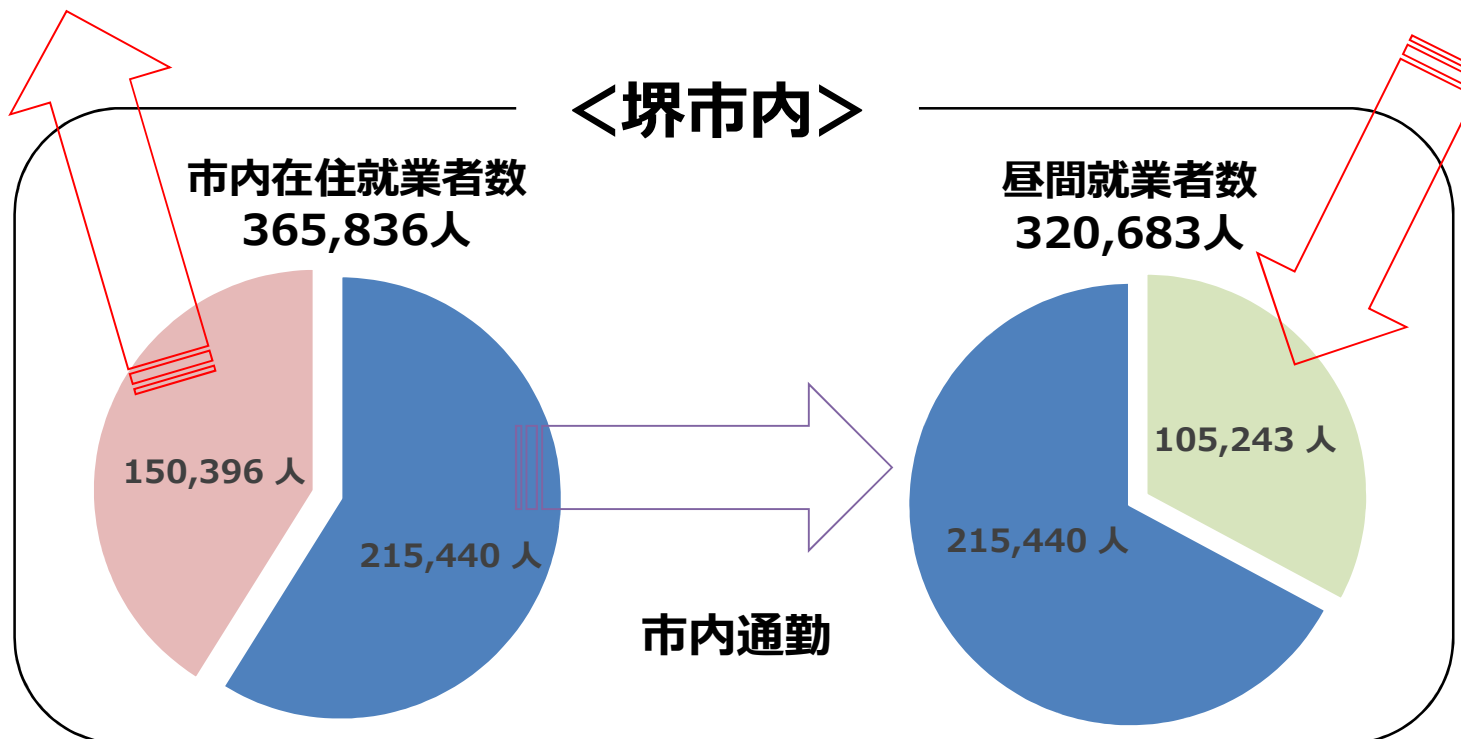 ＜堺市内＞
市内在住就業者数
365,836人
昼間就業者数
320,683人
150,396 人
215,440 人
105,243 人
215,440 人
市内通勤